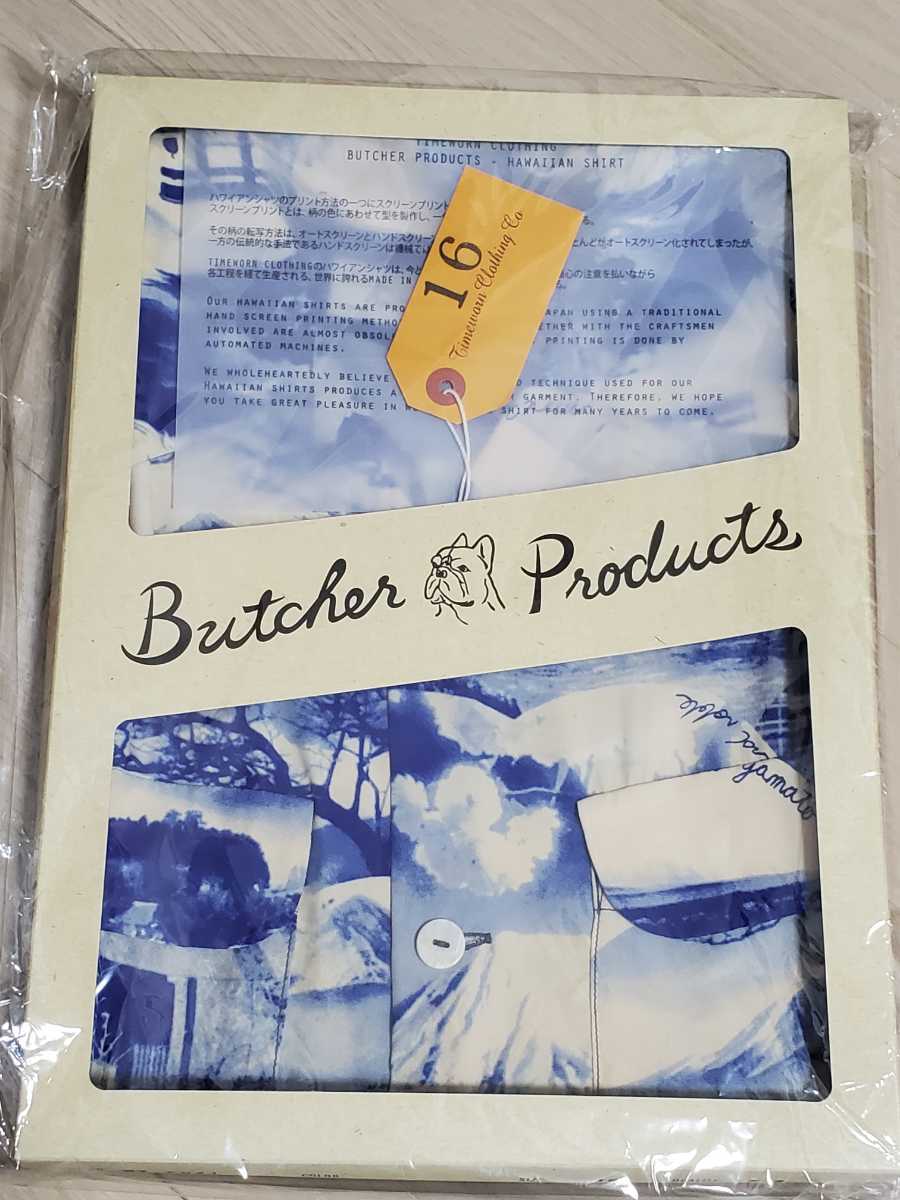 TIMEWORN CLOTHING
BUTCHER PRODUCTS - HAWAIIAN SHIRT
ハワイアンシャツのプリント方法の一つにスクリーンプリント
スクリーンプリントとは、柄の色にあわせて型を製作し、一
る。
その柄の転写方法は、オートスクリーンとハンドスクリーン
とんどがオートスクリーン化されてしまったが、
一方の伝統的な手法であるハンドスクリーンは機械で
TIMEWORN CLOTHINGのハワイアンシャツは、今と
細心の注意を払いながら
各工程を経て生産される、世界に誇れるMADE IN
OUR HAWAIIAN SHIRTS ARE PRO APAN USING A TRADITIONAL
HAND SCREEN PRINTING METHO ETHER WITH THE CRAFTSMEN
INVOLVED ARE ALMOST OBSOL PRINTING IS DONE BY
AUTOMATED MACHINES.
WE WHOLEHEARTEDLY BELIEVE D TECHNIQUE USED FOR OUR
HAWAIIAN SHIRTS PRODUCES A GARMENT. THEREFORE, WE HOPE
YOU TAKE GREAT PLEASURE IN SHIRT FOR MANY YEARS TO COME.
16
Timeworn Clothing Co
Butcher Products
yamato